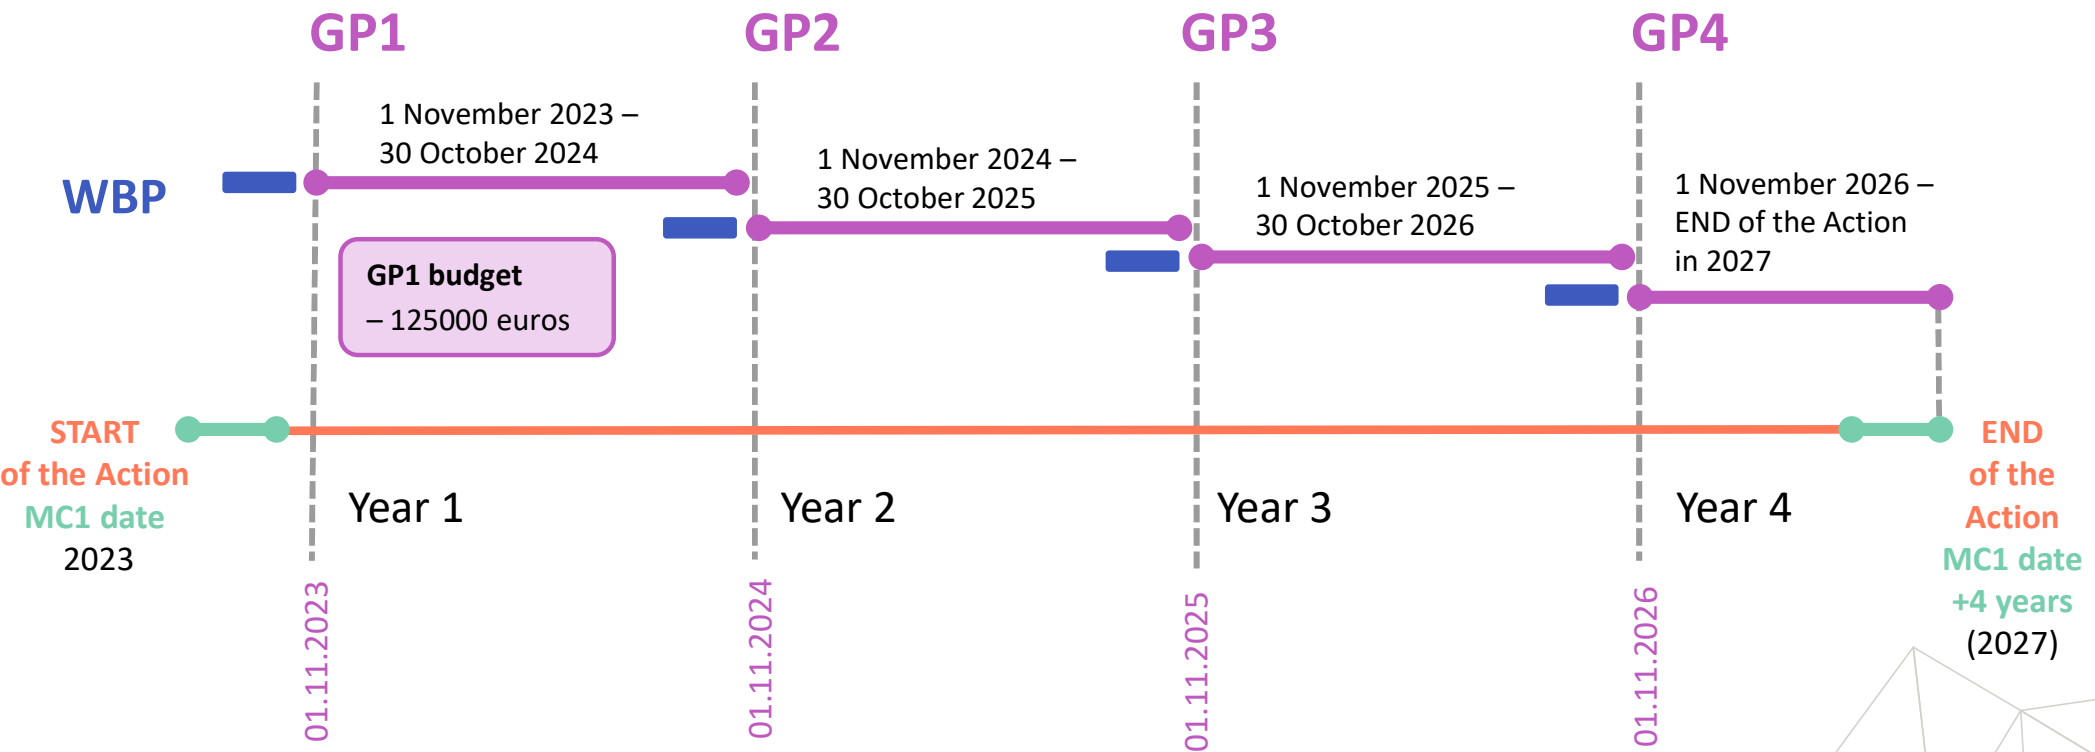 GP1
GP2
GP3
GP4
1 November 2023 –
30 October 2024
1 November 2024 –
30 October 2025
1 November 2025 –
30 October 2026
1 November 2026 –
END of the Action
in 2027
WBP
GP1 budget
– 125000 euros
START
of the Action
MC1 date
2023
Year 1
Year 2
Year 3
Year 4
END
of the
Action
MC1 date
+4 years
(2027)
01.11.2023
01.11.2024
01.11.2025
01.11.2026